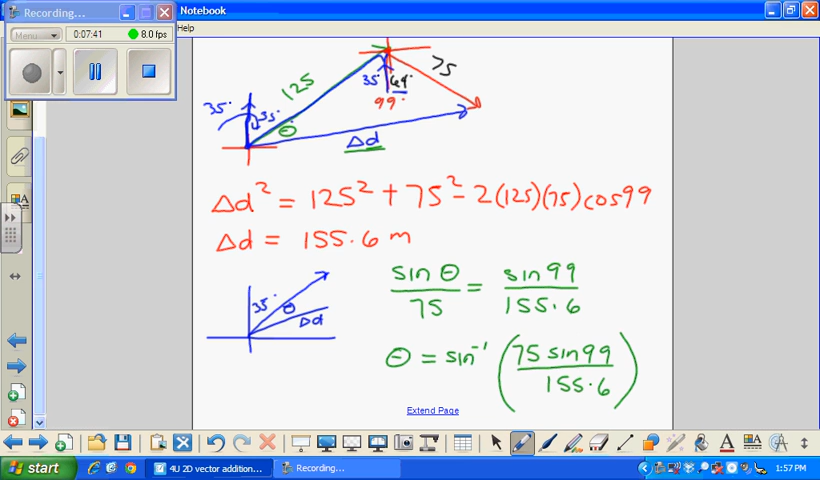 Recording...
Notebook
Menu
0:07:41
8.0 fps
Help
125
75
35°
64°
99°
35°
35°
Θ
Δd
Δd² = 125² + 75² - 2(125)(75)cos99
Δd = 155.6 m
35°
Θ
Δd
sin Θ
75
=
sin 99
155.6
Θ = sin⁻¹ (75 sin 99
155.6)
Extend Page
start
4U 2D vector addition...
Recording...
1:57 PM